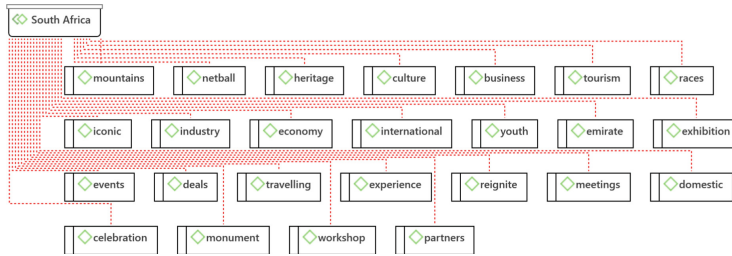 South Africa
mountains netball heritage culture business tourism races
iconic industry economy international youth emirate exhibition
events deals travelling experience reignite meetings domestic
celebration monument workshop partners